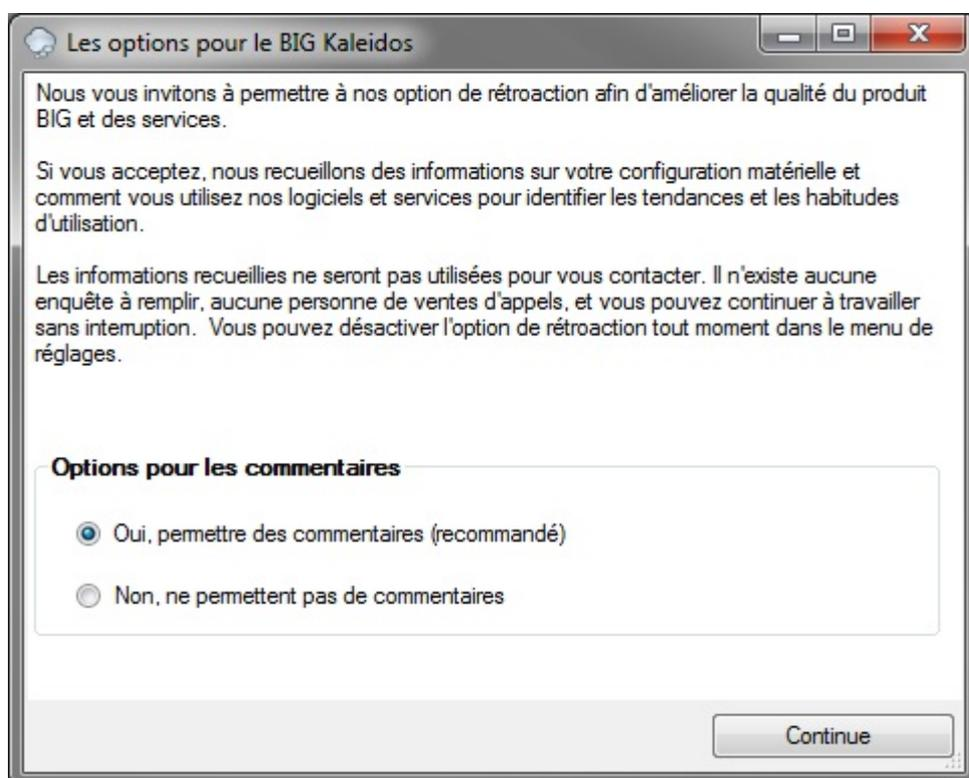 Les options pour le BIG Kaleidos
Nous vous invitons à permettre à nos option de rétroaction afin d'améliorer la qualité du produit
BIG et des services.
Si vous acceptez, nous recueillons des informations sur votre configuration matérielle et
comment vous utilisez nos logiciels et services pour identifier les tendances et les habitudes
d'utilisation.
Les informations recueillies ne seront pas utilisées pour vous contacter. Il n'existe aucune
enquête à remplir, aucune personne de ventes d'appels, et vous pouvez continuer à travailler
sans interruption.  Vous pouvez désactiver l'option de rétroaction tout moment dans le menu de
réglages.
Options pour les commentaires
Oui, permettre des commentaires (recommandé)
Non, ne permettent pas de commentaires
Continue